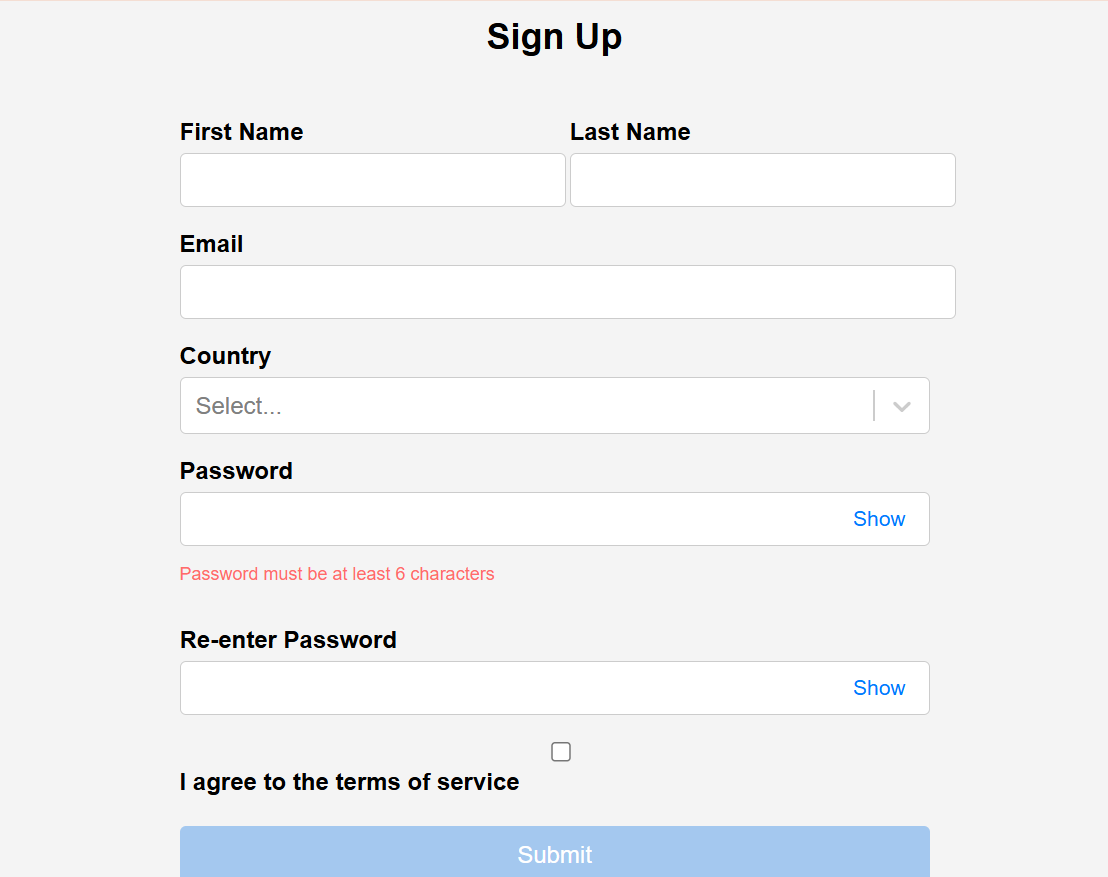 Sign Up
First Name Last Name
Email
Country
Select...
Password
Show
Password must be at least 6 characters
Re-enter Password
Show
I agree to the terms of service
Submit